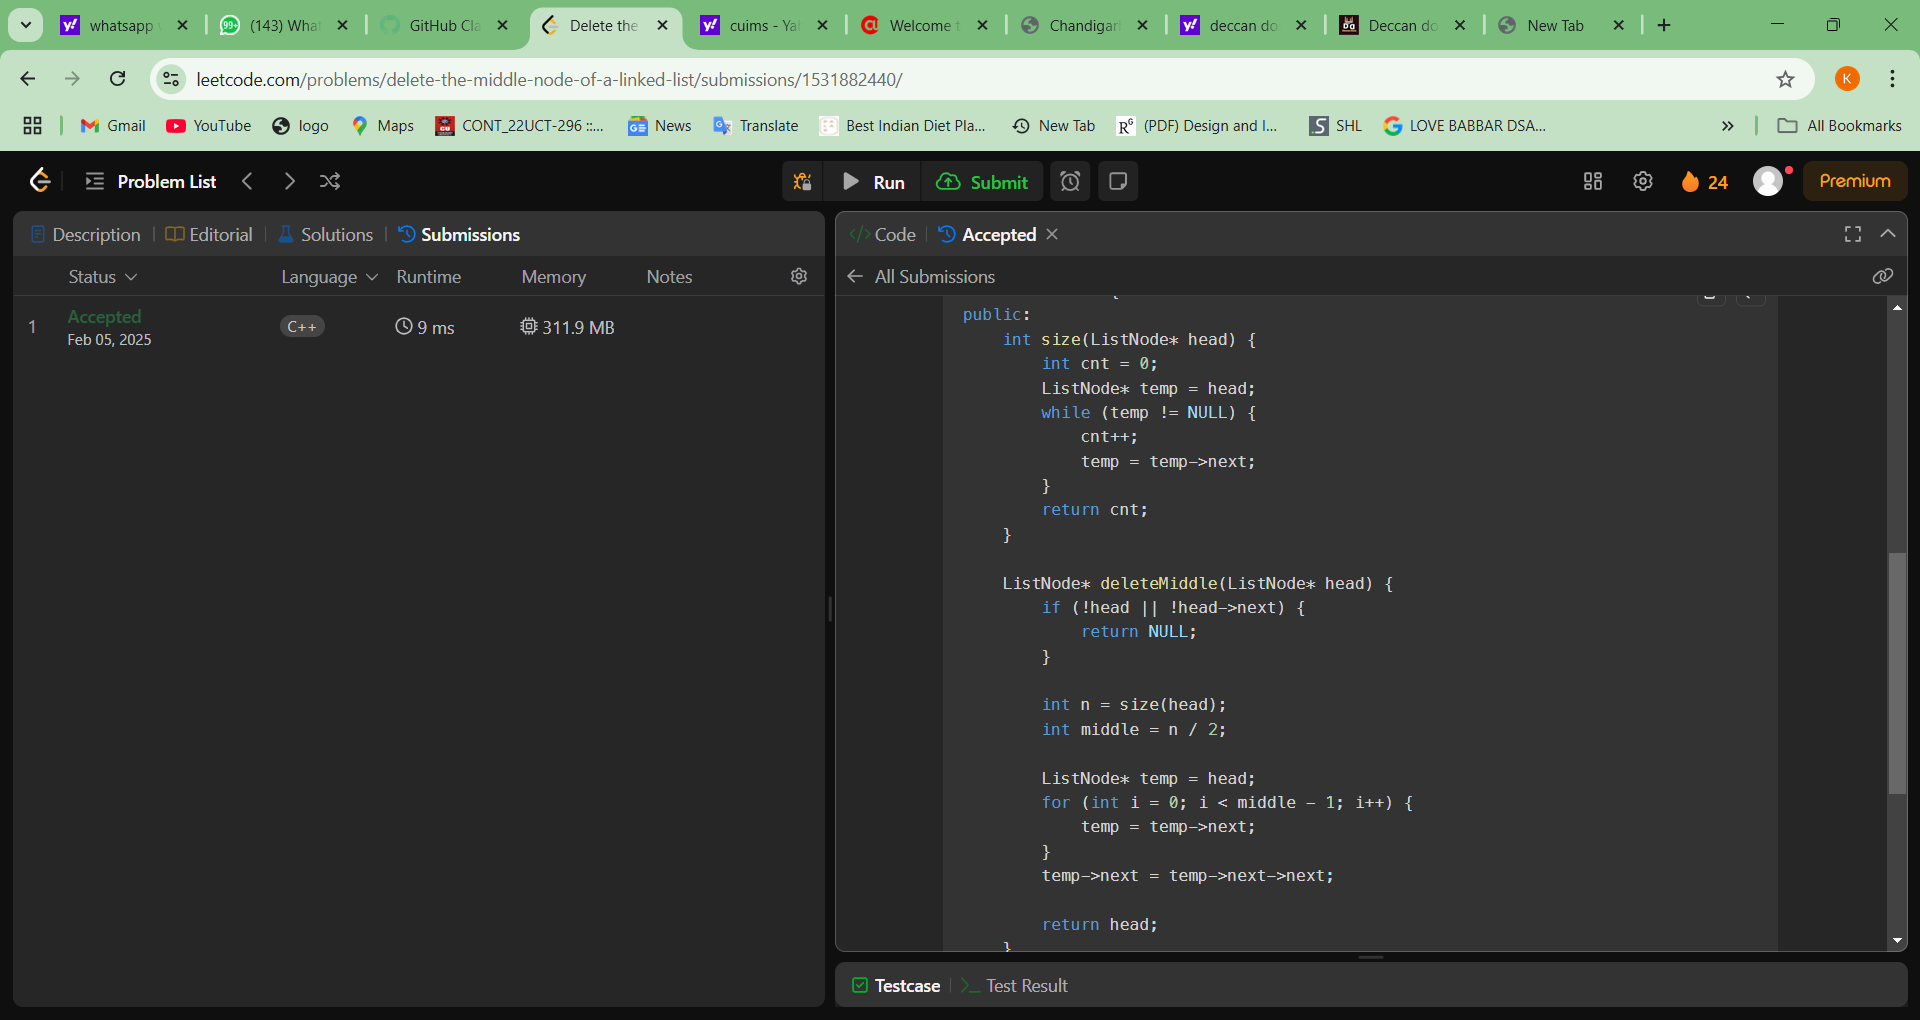 whatsapp
(143) Wha
GitHub Cla
Delete the
cuims - Ya
Welcome t
Chandigar
deccan do
Deccan do
New Tab
leetcode.com/problems/delete-the-middle-node-of-a-linked-list/submissions/1531882440/
K
Gmail
YouTube
logo
Maps
CONT_22UCT-296 ::...
News
Translate
Best Indian Diet Pla...
New Tab
(PDF) Design and I...
SHL
LOVE BABBAR DSA...
All Bookmarks
Problem List
Run
Submit
24
Premium
Description
Editorial
Solutions
Submissions
Status
Language
Runtime
Memory
Notes
1
Accepted
Feb 05, 2025
C++
9 ms
311.9 MB
Code
Accepted
All Submissions
public:
int size(ListNode* head) {
int cnt = 0;
ListNode* temp = head;
while (temp != NULL) {
cnt++;
temp = temp->next;
}
return cnt;
}
ListNode* deleteMiddle(ListNode* head) {
if (!head || !head->next) {
return NULL;
}
int n = size(head);
int middle = n / 2;
ListNode* temp = head;
for (int i = 0; i < middle - 1; i++) {
temp = temp->next;
}
temp->next = temp->next->next;
return head;
}
Testcase
Test Result